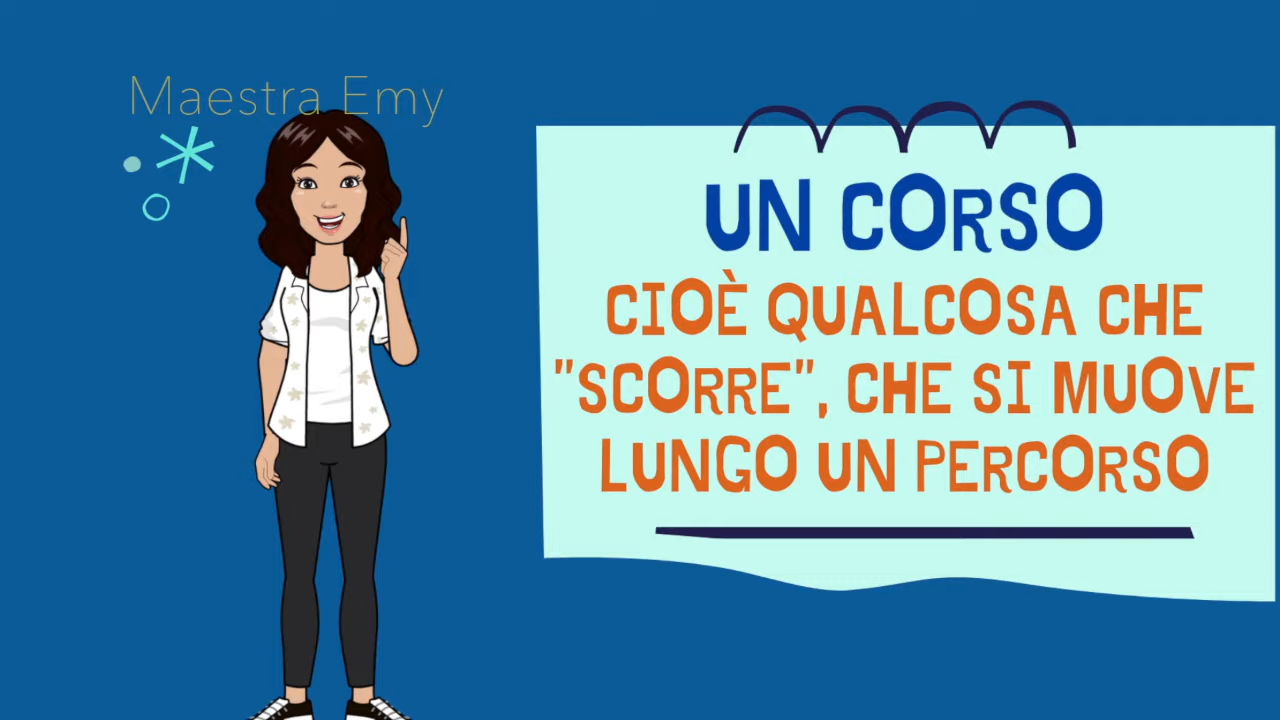 Maestra Emy
UN CORSO
CIOÈ QUALCOSA CHE
"SCORRE", CHE SI MUOVE
LUNGO UN PERCORSO